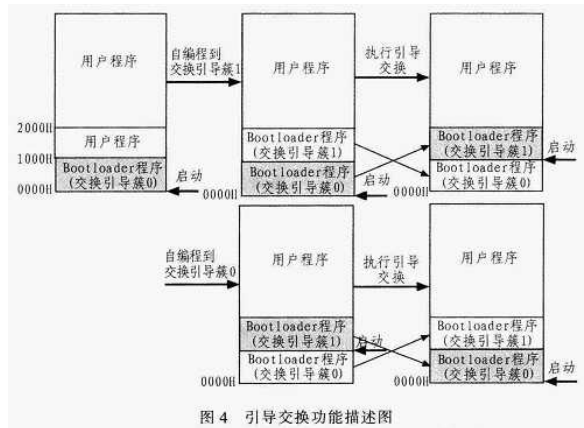 用户程序
2000H
用户程序
1000H
Bootloader程序
(交换引导簇0)
0000H
启动
自编程到
交换引导簇1
用户程序
Bootloader程序
(交换引导簇1)
Bootloader程序
(交换引导簇0)
0000H
启动
执行引导
交换
用户程序
Bootloader程序
(交换引导簇1)
启动
Bootloader程序
(交换引导簇0)
0000H
自编程到
交换引导簇0
用户程序
Bootloader程序
(交换引导簇1)
启动
Bootloader程序
(交换引导簇0)
0000H
执行引导
交换
用户程序
Bootloader程序
(交换引导簇1)
Bootloader程序
(交换引导簇0)
0000H
启动
图 4 引导交换功能描述图